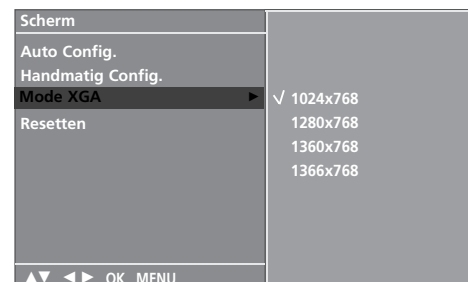 Scherm
Auto Config.
Handmatig Config.
Mode XGA ►
Resetten
√ 1024x768
1280x768
1360x768
1366x768
▲▼ ◄► OK MENU